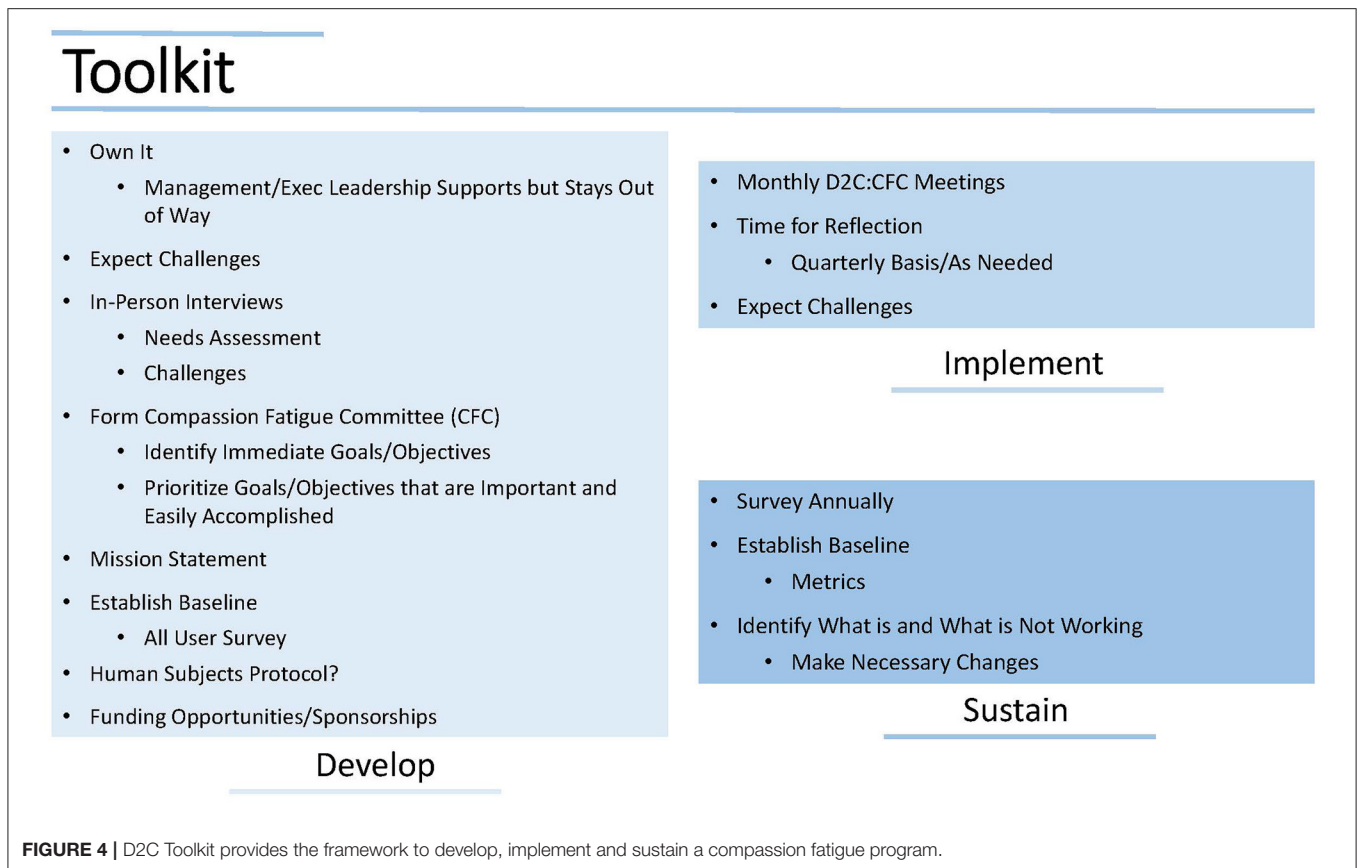 Toolkit
• Own It
• Management/Exec Leadership Supports but Stays Out
of Way
• Expect Challenges
• In-Person Interviews
• Needs Assessment
• Challenges
• Form Compassion Fatigue Committee (CFC)
• Identify Immediate Goals/Objectives
• Prioritize Goals/Objectives that are Important and
Easily Accomplished
• Mission Statement
• Establish Baseline
• All User Survey
• Human Subjects Protocol?
• Funding Opportunities/Sponsorships
Develop
• Monthly D2C:CFC Meetings
• Time for Reflection
• Quarterly Basis/As Needed
• Expect Challenges
Implement
• Survey Annually
• Establish Baseline
• Metrics
• Identify What is and What is Not Working
• Make Necessary Changes
Sustain
FIGURE 4 | D2C Toolkit provides the framework to develop, implement and sustain a compassion fatigue program.